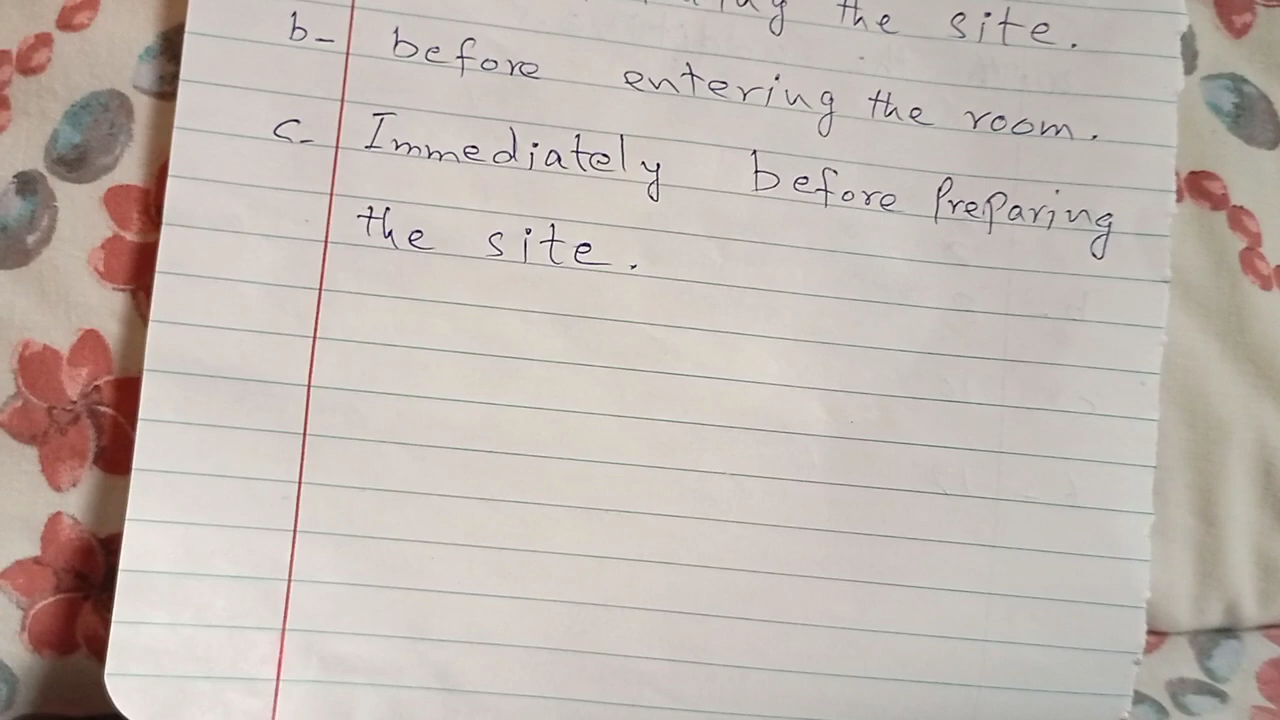 the site.
b- before entering the room.
c- Immediately before Preparing
the site.